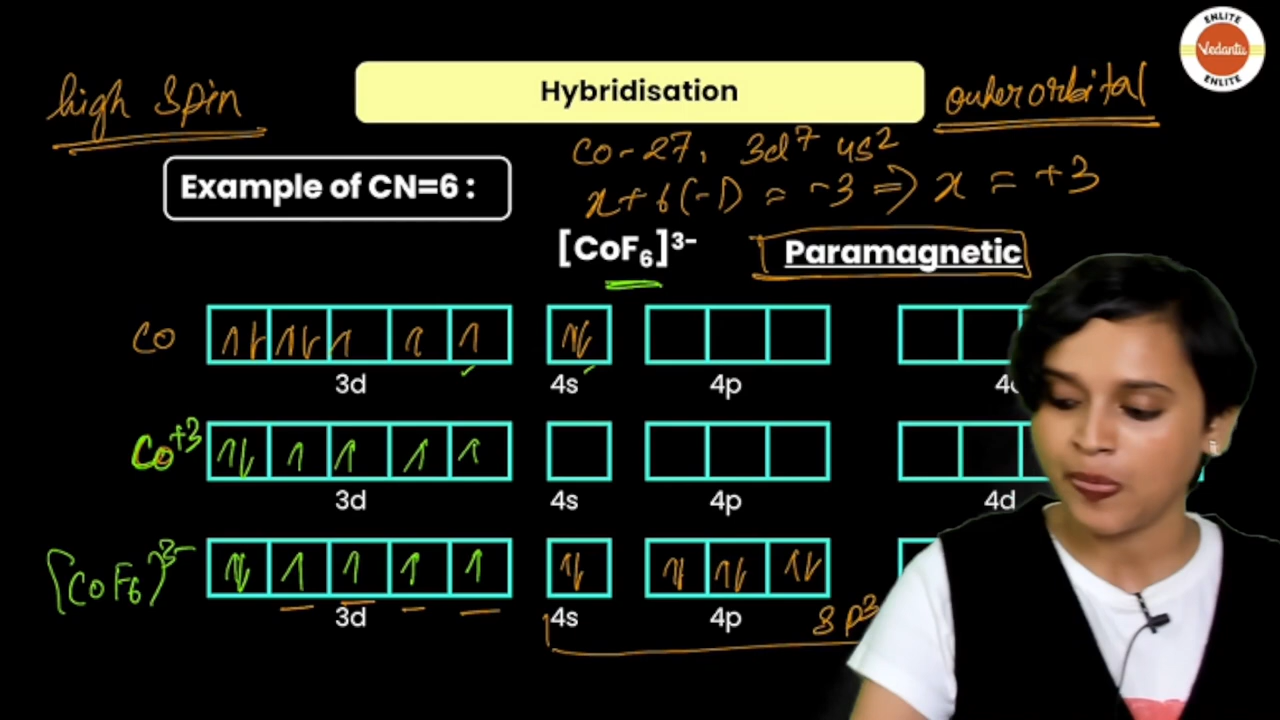 ENLITE
Vedantu
ENLITE
high spin
Hybridisation
outer orbital
Co-27, 3d⁷ 4s²
x+6(-1) = -3 ⇒ x = +3
Example of CN=6 :
[CoF₆]³⁻ Paramagnetic
Co
3d 4s 4p
Co⁺³
3d 4s 4p 4d
[CoF₆]³⁻
3d 4s 4p
sp³